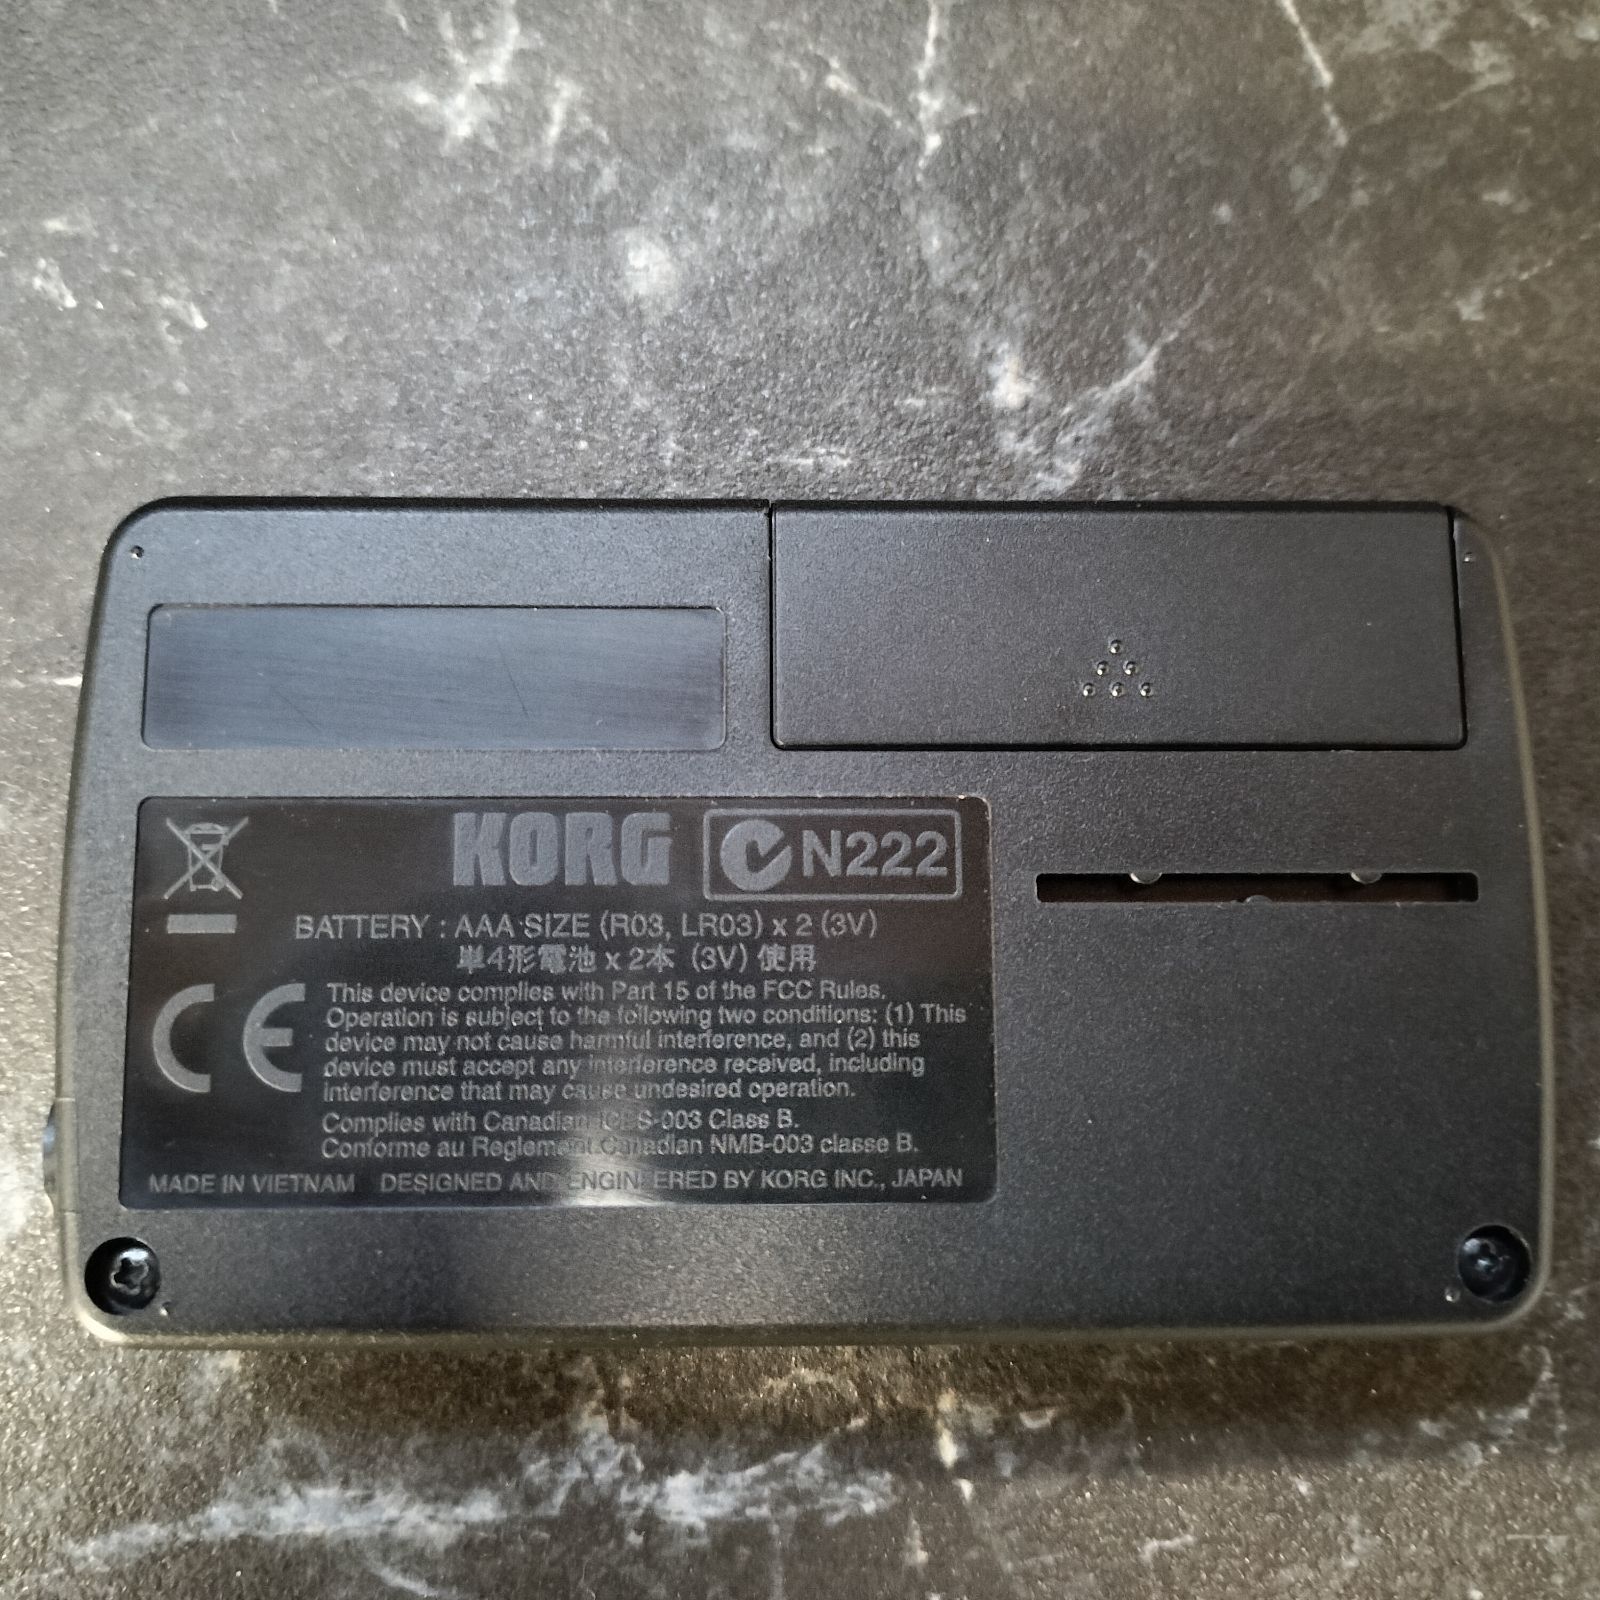 KORG N222
BATTERY : AAA SIZE (R03, LR03) x 2 (3V)
単4形電池 x 2本 (3V) 使用
CE
This device complies with Part 15 of the FCC Rules.
Operation is subject to the following two conditions: (1) This
device may not cause harmful interference, and (2) this
device must accept any interference received, including
interference that may cause undesired operation.
Complies with Canadian ICES-003 Class B.
Conforme au Reglement Canadian NMB-003 classe B.
MADE IN VIETNAM DESIGNED AND ENGINEERED BY KORG INC., JAPAN